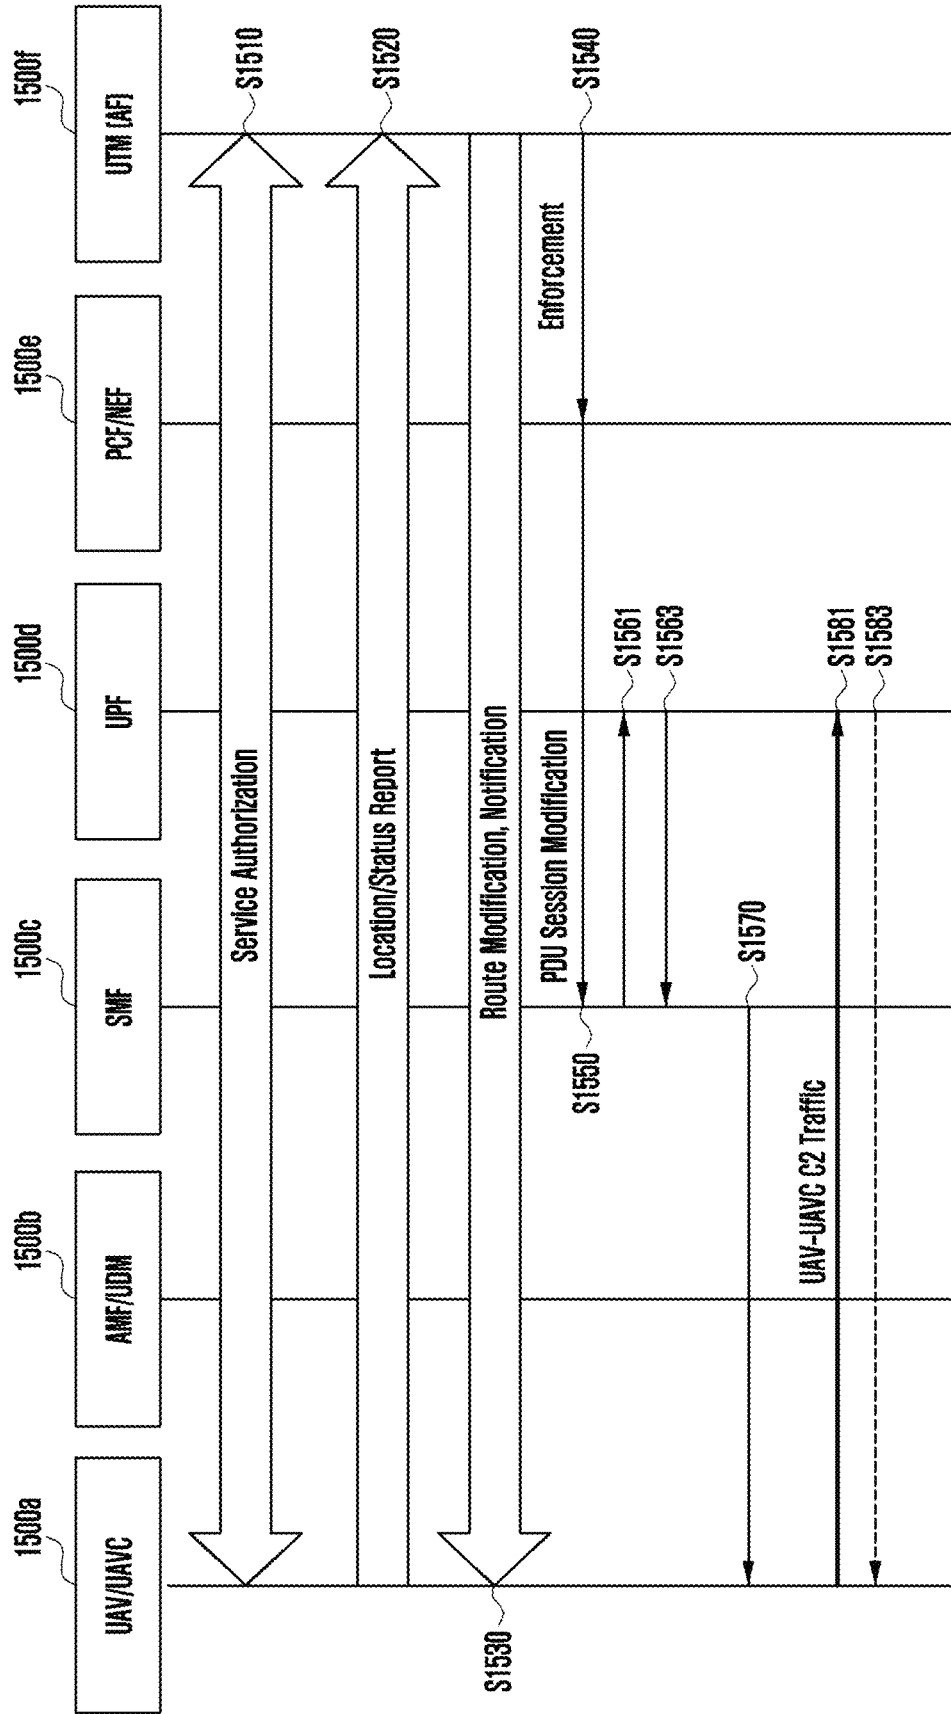 1500a
1500b
1500c
1500d
1500e
1500f
UAV/UAVC
AMF/UDM
SMF
UPF
PCF/NEF
UTM (AF)
Service Authorization
S1510
Location/Status Report
S1520
S1530
Route Modification, Notification
Enforcement
S1540
PDU Session Modification
S1550
S1561
S1563
S1570
UAV-UAVC C2 Traffic
S1581
S1583